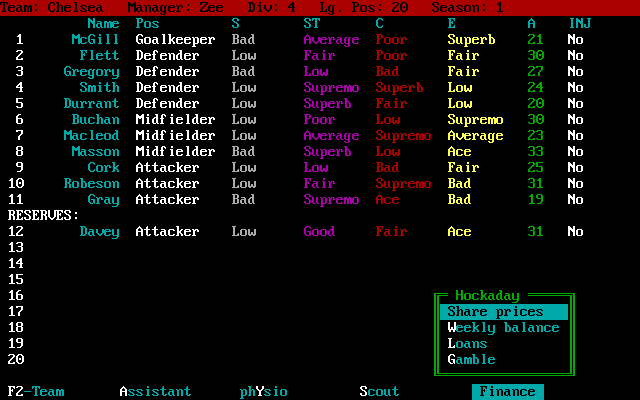 Team: Chelsea Manager: Zee Div: 4 Lg. Pos: 20 Season: 1
Name Pos S ST C E A INJ
1 McGill Goalkeeper Bad Average Poor Superb 21 No
2 Flett Defender Low Fair Poor Fair 30 No
3 Gregory Defender Bad Low Bad Fair 27 No
4 Smith Defender Low Supremo Superb Low 24 No
5 Durrant Defender Low Superb Fair Low 20 No
6 Buchan Midfielder Low Poor Low Supremo 30 No
7 Macleod Midfielder Bad Average Supremo Average 23 No
8 Masson Midfielder Bad Superb Low Ace 33 No
9 Cork Attacker Low Low Bad Fair 25 No
10 Robeson Attacker Low Fair Supremo Bad 31 No
11 Gray Attacker Bad Supremo Ace Bad 19 No
RESERVES:
12 Davey Attacker Low Good Fair Ace 31 No
13
14
15
16
17
18
19
20
Hockaday
Share prices
Weekly balance
Loans
Gamble
F2-Team Assistant phYsio Scout Finance